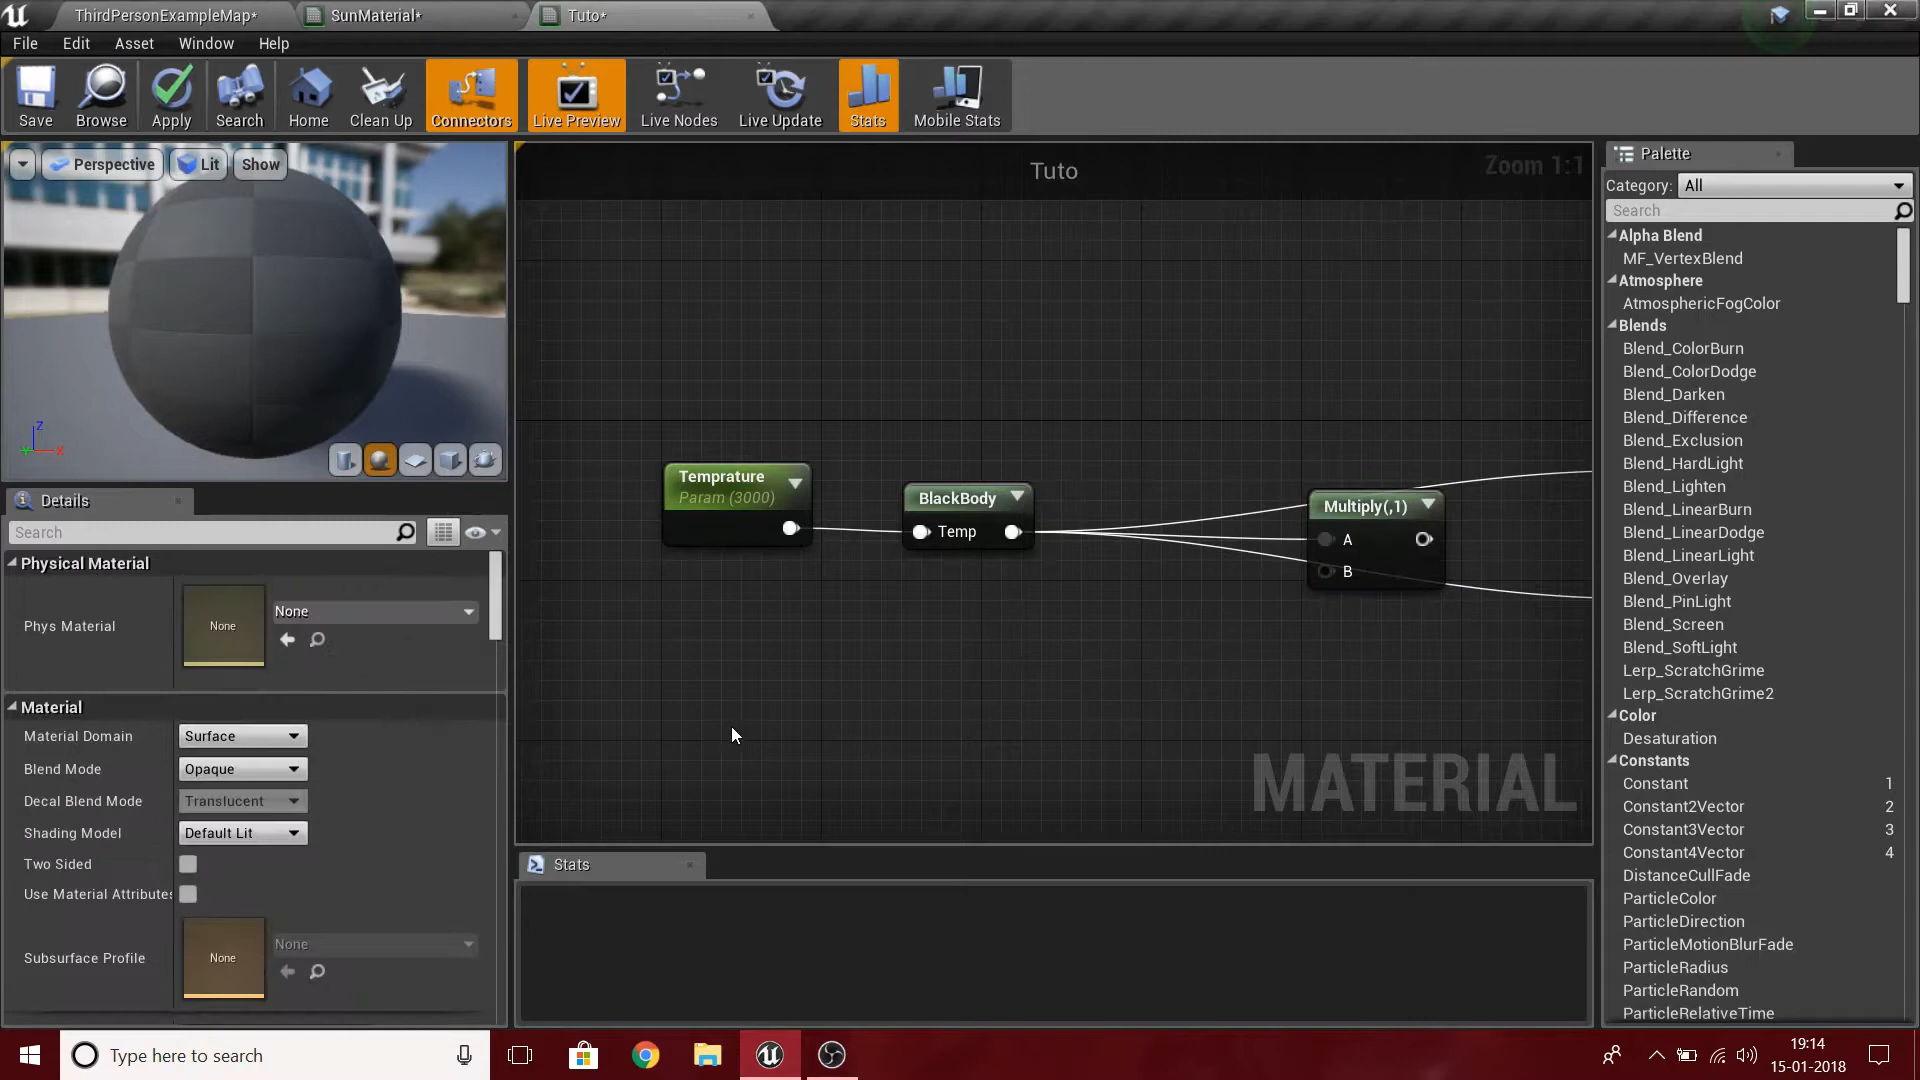 ThirdPersonExampleMap*
SunMaterial*
Tuto*
File Edit Asset Window Help
Save Browse Apply Search Home Clean Up Connectors Live Preview Live Nodes Live Update Stats Mobile Stats
Perspective Lit Show
Z
X
Details
Search
Physical Material
Phys Material
None
None
Material
Material Domain Surface
Blend Mode Opaque
Decal Blend Mode Translucent
Shading Model Default Lit
Two Sided
Use Material Attributes
Subsurface Profile
None
None
Tuto
Zoom 1:1
Temprature
Param (3000)
BlackBody
Temp
Multiply(,1)
A
B
MATERIAL
Stats
Palette
Category: All
Search
Alpha Blend
MF_VertexBlend
Atmosphere
AtmosphericFogColor
Blends
Blend_ColorBurn
Blend_ColorDodge
Blend_Darken
Blend_Difference
Blend_Exclusion
Blend_HardLight
Blend_Lighten
Blend_LinearBurn
Blend_LinearDodge
Blend_LinearLight
Blend_Overlay
Blend_PinLight
Blend_Screen
Blend_SoftLight
Lerp_ScratchGrime
Lerp_ScratchGrime2
Color
Desaturation
Constants
Constant 1
Constant2Vector 2
Constant3Vector 3
Constant4Vector 4
DistanceCullFade
ParticleColor
ParticleDirection
ParticleMotionBlurFade
ParticleRadius
ParticleRandom
ParticleRelativeTime
Type here to search
19:14
15-01-2018